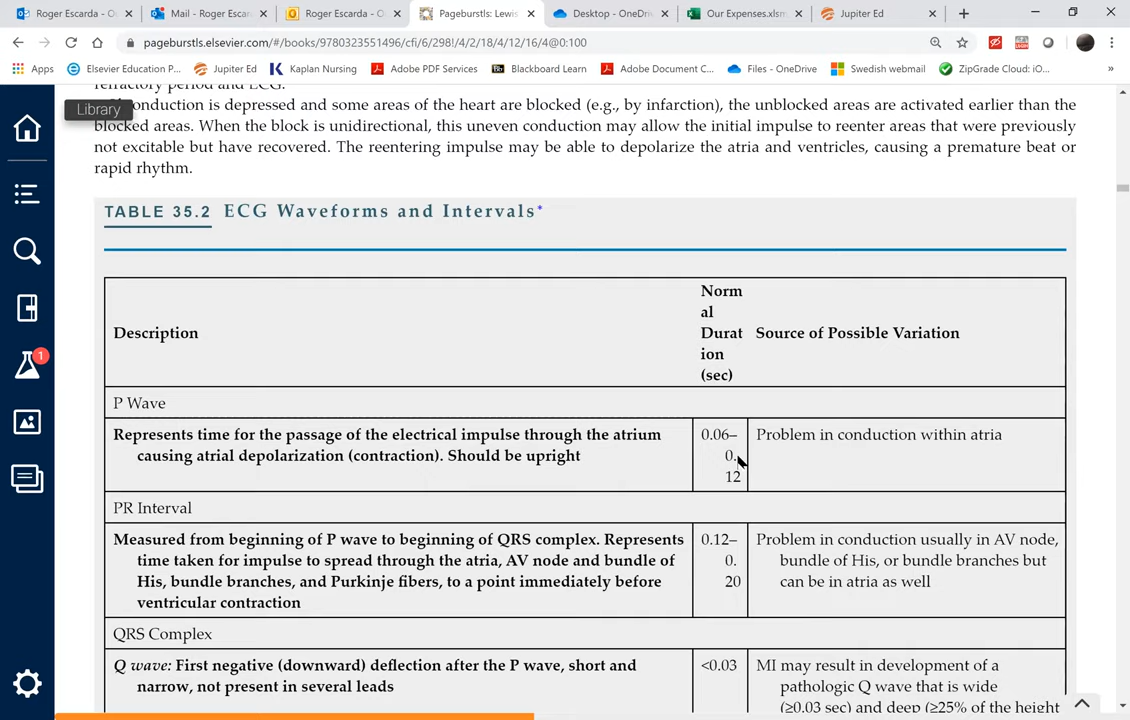 Roger Escarda - Ou
Mail - Roger Escar
Roger Escarda - O
Pageburstls: Lewis
Desktop - OneDriv
Our Expenses.xlsm
Jupiter Ed
pageburstls.elsevier.com/#/books/9780323551496/cfi/6/298!/4/2/18/4/12/16/4@0:100
Apps
Elsevier Education P...
Jupiter Ed
Kaplan Nursing
Adobe PDF Services
Blackboard Learn
Adobe Document C...
Files - OneDrive
Swedish webmail
ZipGrade Cloud: iO...
»
refractory period and ECG.
Library
conduction is depressed and some areas of the heart are blocked (e.g., by infarction), the unblocked areas are activated earlier than the
blocked areas. When the block is unidirectional, this uneven conduction may allow the initial impulse to reenter areas that were previously
not excitable but have recovered. The reentering impulse may be able to depolarize the atria and ventricles, causing a premature beat or
rapid rhythm.
TABLE 35.2 ECG Waveforms and Intervals*
Description
Norm
al
Durat
ion
(sec)
Source of Possible Variation
P Wave
Represents time for the passage of the electrical impulse through the atrium
causing atrial depolarization (contraction). Should be upright
0.06–
0.
12
Problem in conduction within atria
PR Interval
Measured from beginning of P wave to beginning of QRS complex. Represents
time taken for impulse to spread through the atria, AV node and bundle of
His, bundle branches, and Purkinje fibers, to a point immediately before
ventricular contraction
0.12–
0.
20
Problem in conduction usually in AV node,
bundle of His, or bundle branches but
can be in atria as well
QRS Complex
Q wave: First negative (downward) deflection after the P wave, short and
narrow, not present in several leads
<0.03
MI may result in development of a
pathologic Q wave that is wide
(≥0.03 sec) and deep (≥25% of the height
1